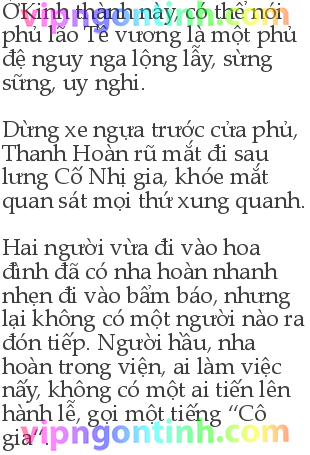 ỞKinh thành này, có thể nói
phủ lão Tề vương là một phủ
đệ nguy nga lộng lẫy, sừng
sững, uy nghi.
Dừng xe ngựa trước cửa phủ,
Thanh Hoàn rũ mắt đi sau
lưng Cố Nhị gia, khóe mắt
quan sát mọi thứ xung quanh.
Hai người vừa đi vào hoa
đình đã có nha hoàn nhanh
nhẹn đi vào bẩm báo, nhưng
lại không có một người nào ra
đón tiếp. Người hầu, nha
hoàn trong viện, ai làm việc
nấy, không có một ai tiến lên
hành lễ, gọi một tiếng “Cô
gia“.
vipngontinh.com
vipngontinh.com